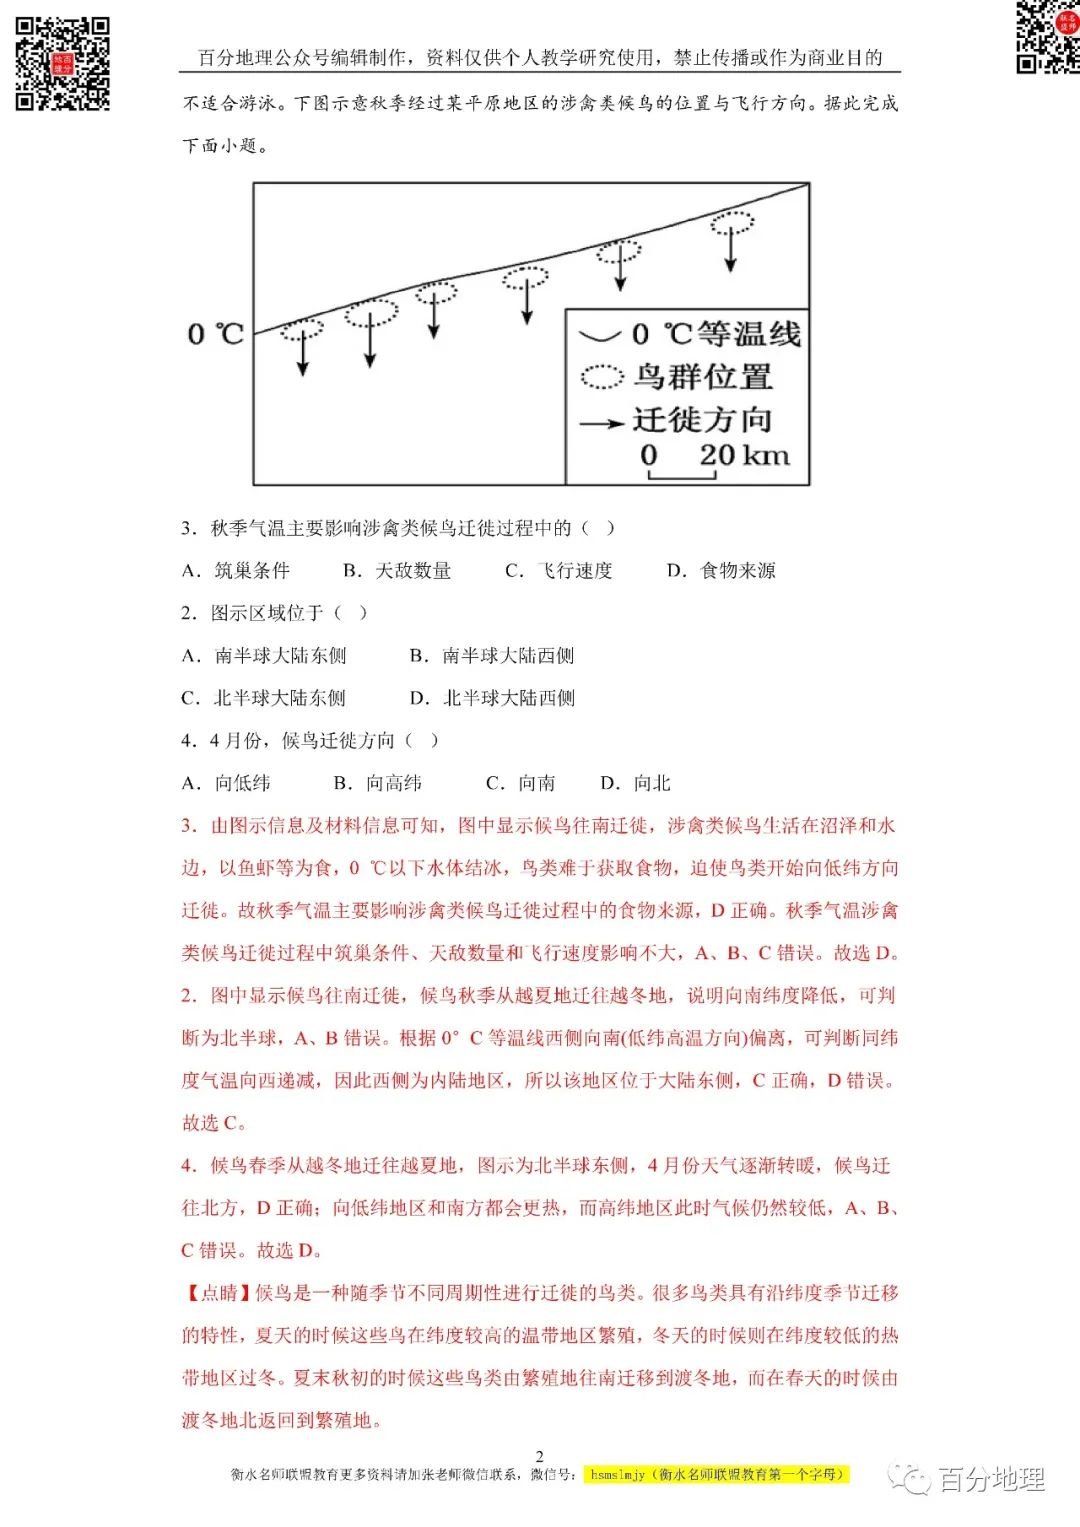 百分地理公众号编辑制作，资料仅供个人教学研究使用，禁止传播或作为商业目的
不适合游泳。下图示意秋季经过某平原地区的涉禽类候鸟的位置与飞行方向。据此完成
下面小题。
0 ℃
0 ℃等温线
鸟群位置
迁徙方向
0 20 km
3．秋季气温主要影响涉禽类候鸟迁徙过程中的（ ）
A．筑巢条件 B．天敌数量 C．飞行速度 D．食物来源
2．图示区域位于（ ）
A．南半球大陆东侧 B．南半球大陆西侧
C．北半球大陆东侧 D．北半球大陆西侧
4．4 月份，候鸟迁徙方向（ ）
A．向低纬 B．向高纬 C．向南 D．向北
3．由图示信息及材料信息可知，图中显示候鸟往南迁徙，涉禽类候鸟生活在沼泽和水
边，以鱼虾等为食，0 ℃以下水体结冰，鸟类难于获取食物，迫使鸟类开始向低纬方向
迁徙。故秋季气温主要影响涉禽类候鸟迁徙过程中的食物来源，D 正确。秋季气温涉禽
类候鸟迁徙过程中筑巢条件、天敌数量和飞行速度影响不大，A、B、C 错误。故选 D。
2．图中显示候鸟往南迁徙，候鸟秋季从越夏地迁往越冬地，说明向南纬度降低，可判
断为北半球，A、B 错误。根据 0°C 等温线西侧向南(低纬高温方向)偏离，可判断同纬
度气温向西递减，因此西侧为内陆地区，所以该地区位于大陆东侧，C 正确，D 错误。
故选 C。
4．候鸟春季从越冬地迁往越夏地，图示为北半球东侧，4 月份天气逐渐转暖，候鸟迁
往北方，D 正确；向低纬地区和南方都会更热，而高纬地区此时气候仍然较低，A、B、
C 错误。故选 D。
【点睛】候鸟是一种随季节不同周期性进行迁徙的鸟类。很多鸟类具有沿纬度季节迁移
的特性，夏天的时候这些鸟在纬度较高的温带地区繁殖，冬天的时候则在纬度较低的热
带地区过冬。夏末秋初的时候这些鸟类由繁殖地往南迁移到渡冬地，而在春天的时候由
渡冬地北返回到繁殖地。
2
衡水名师联盟教育更多资料请加张老师微信联系，微信号： hsmslmjy（衡水名师联盟教育第一个字母）
百分地理